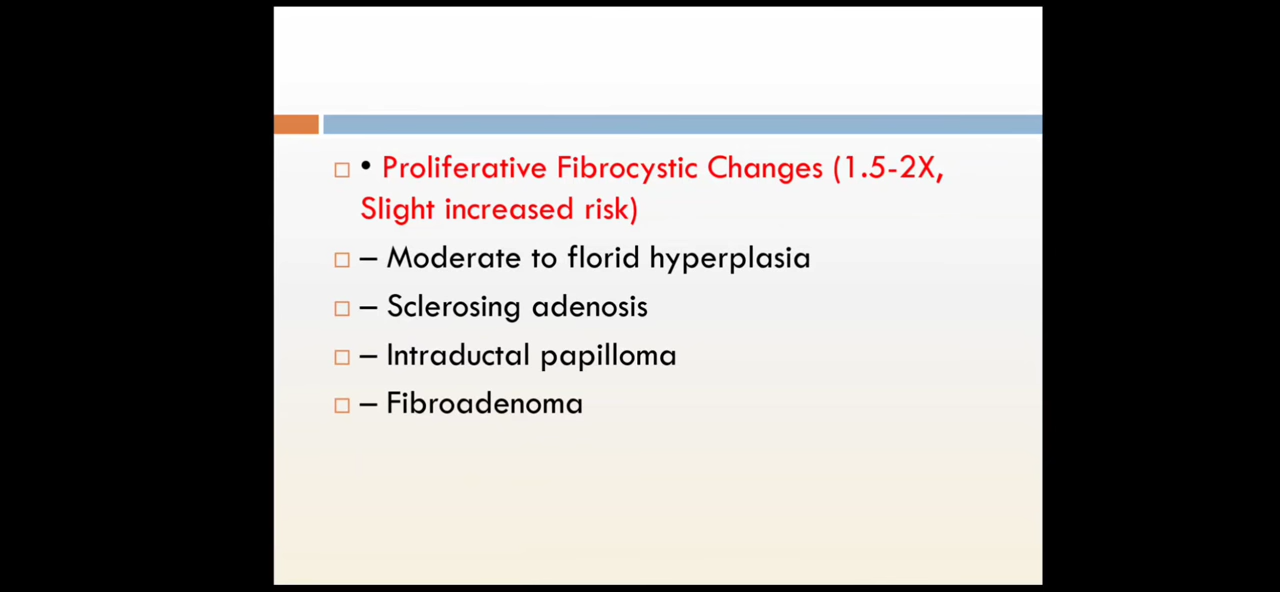 • Proliferative Fibrocystic Changes (1.5-2X,
Slight increased risk)
– Moderate to florid hyperplasia
– Sclerosing adenosis
– Intraductal papilloma
– Fibroadenoma